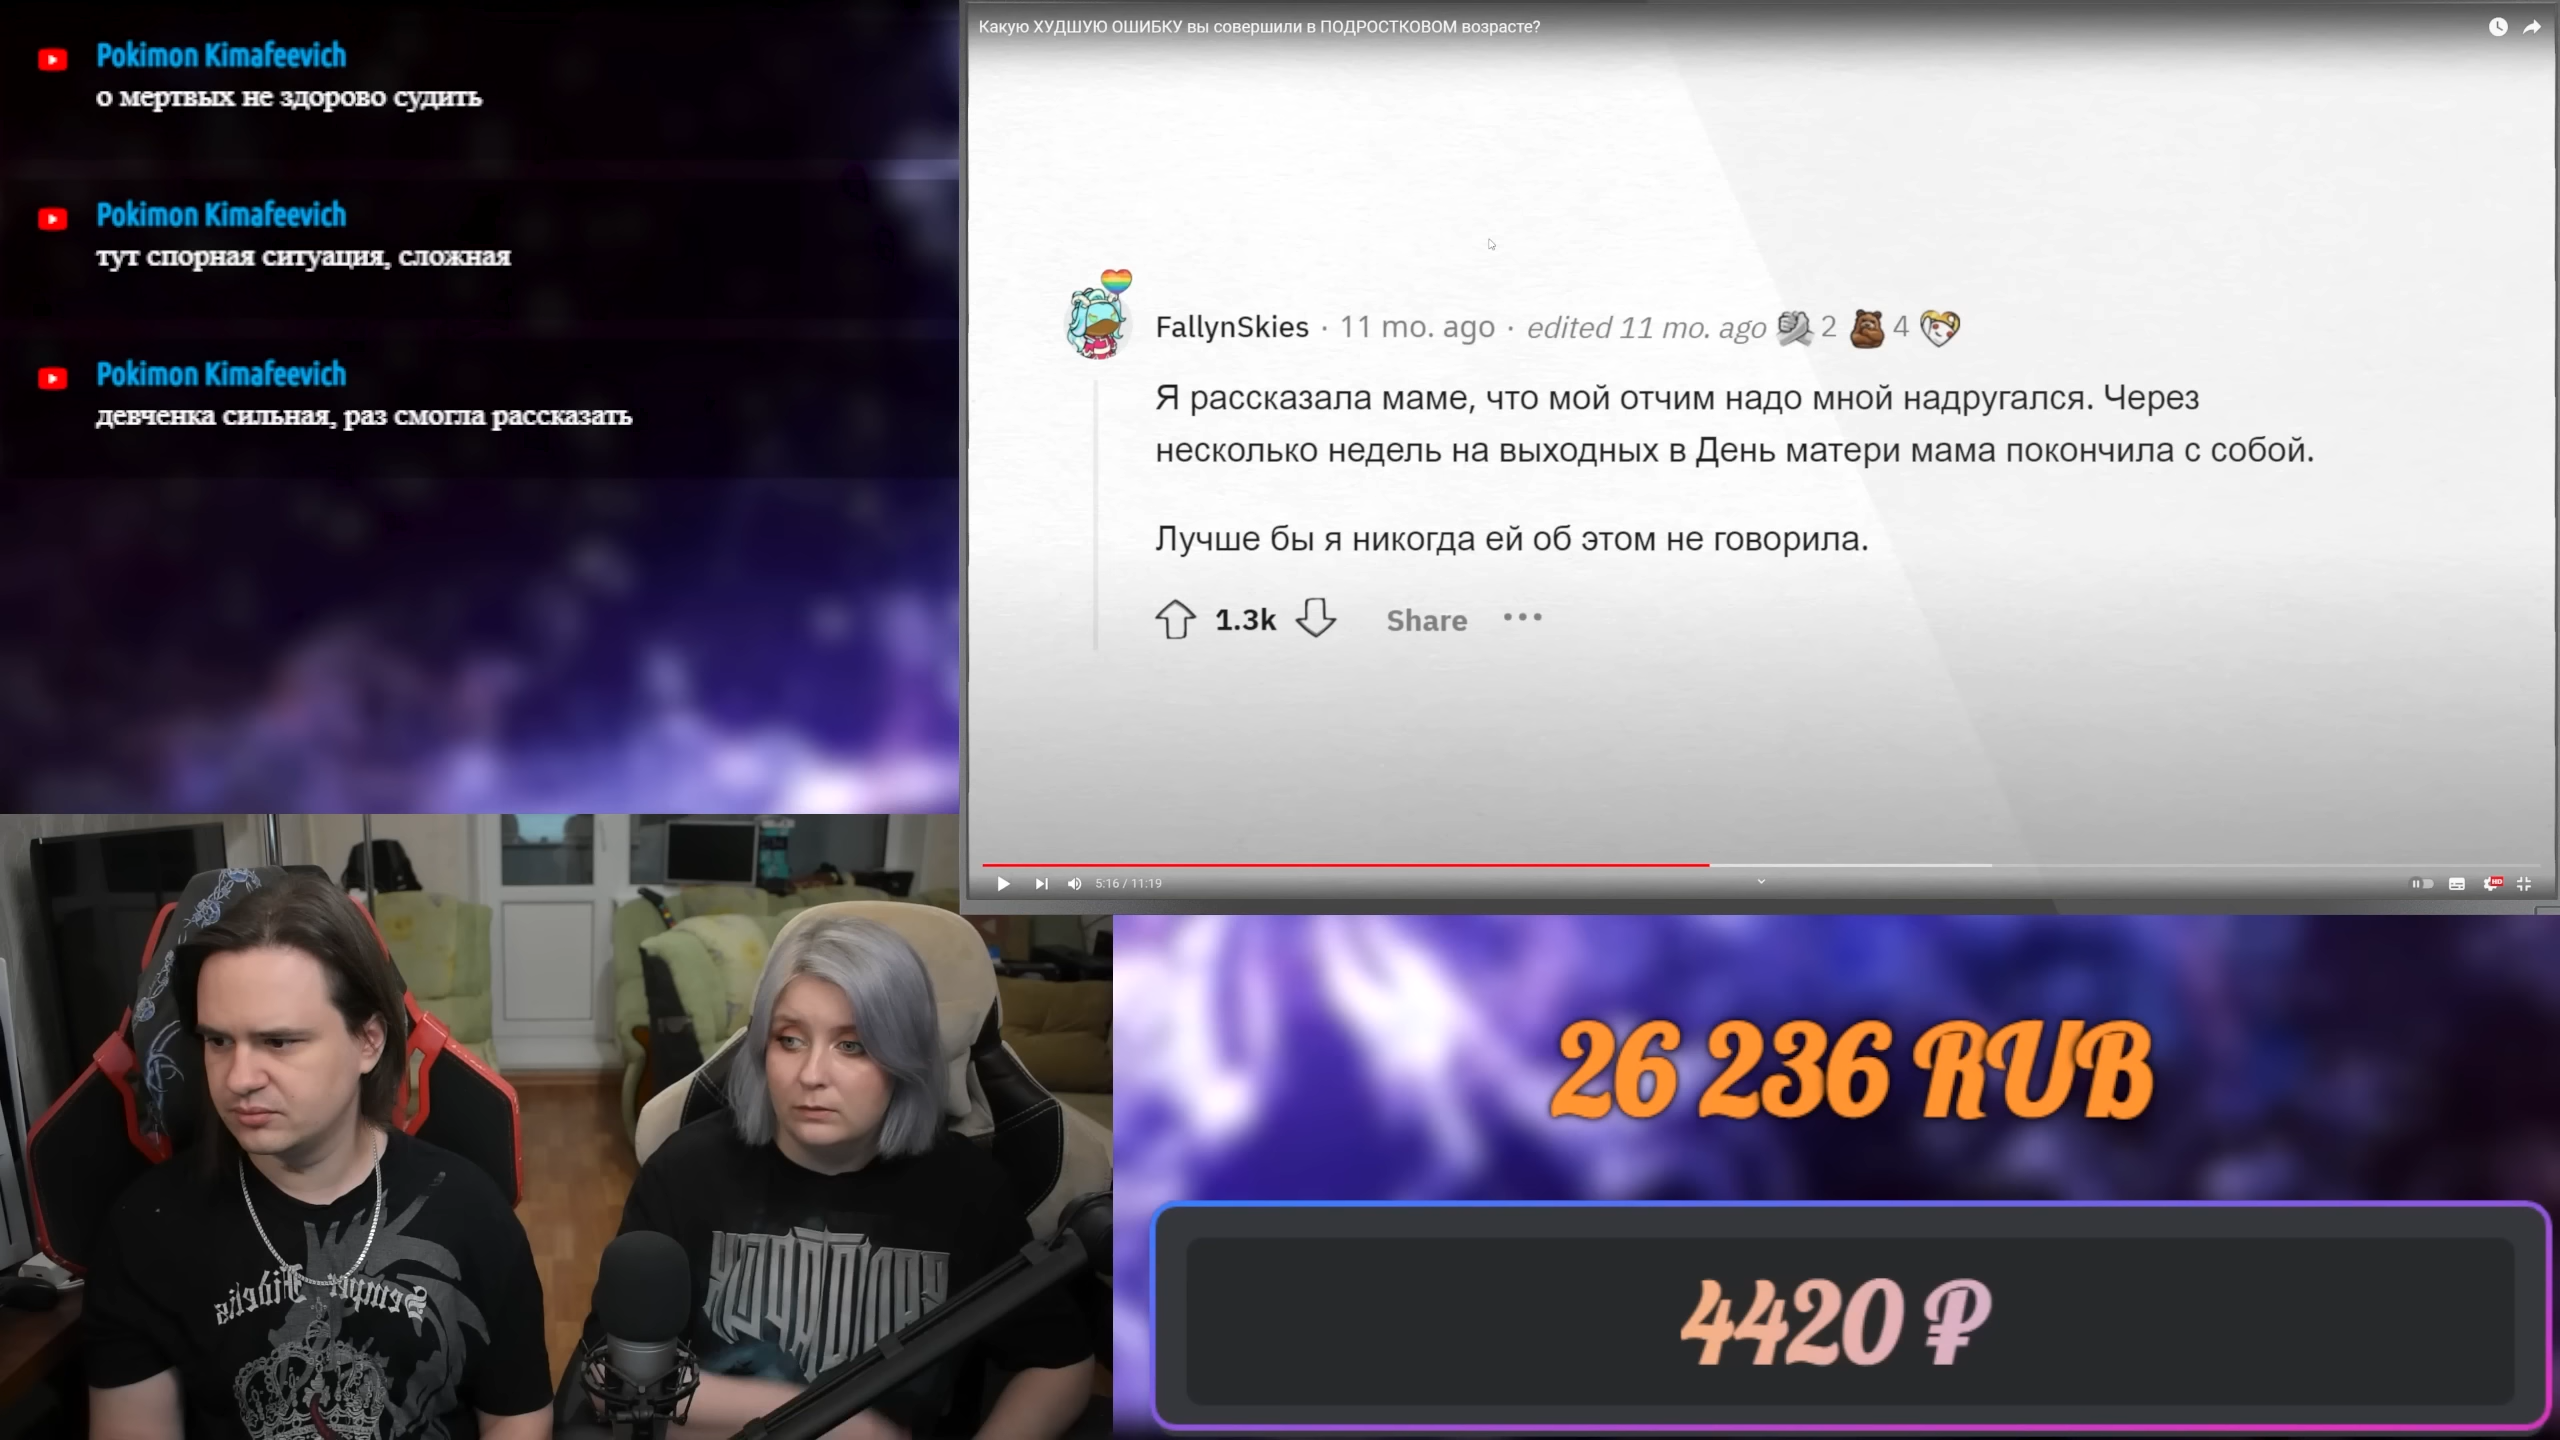 Pokimon Kimafeevich
о мертвых не здорово судить
Pokimon Kimafeevich
тут спорная ситуация, сложная
Pokimon Kimafeevich
девченка сильная, раз смогла рассказать
Какую ХУДШУЮ ОШИБКУ вы совершили в ПОДРОСТКОВОМ возрасте?
FallynSkies · 11 mo. ago · edited 11 mo. ago 2 4
Я рассказала маме, что мой отчим надо мной надругался. Через
несколько недель на выходных в День матери мама покончила с собой.
Лучше бы я никогда ей об этом не говорила.
1.3k Share ···
5:16 / 11:19
HD
26 236 RUB
4420 ₽